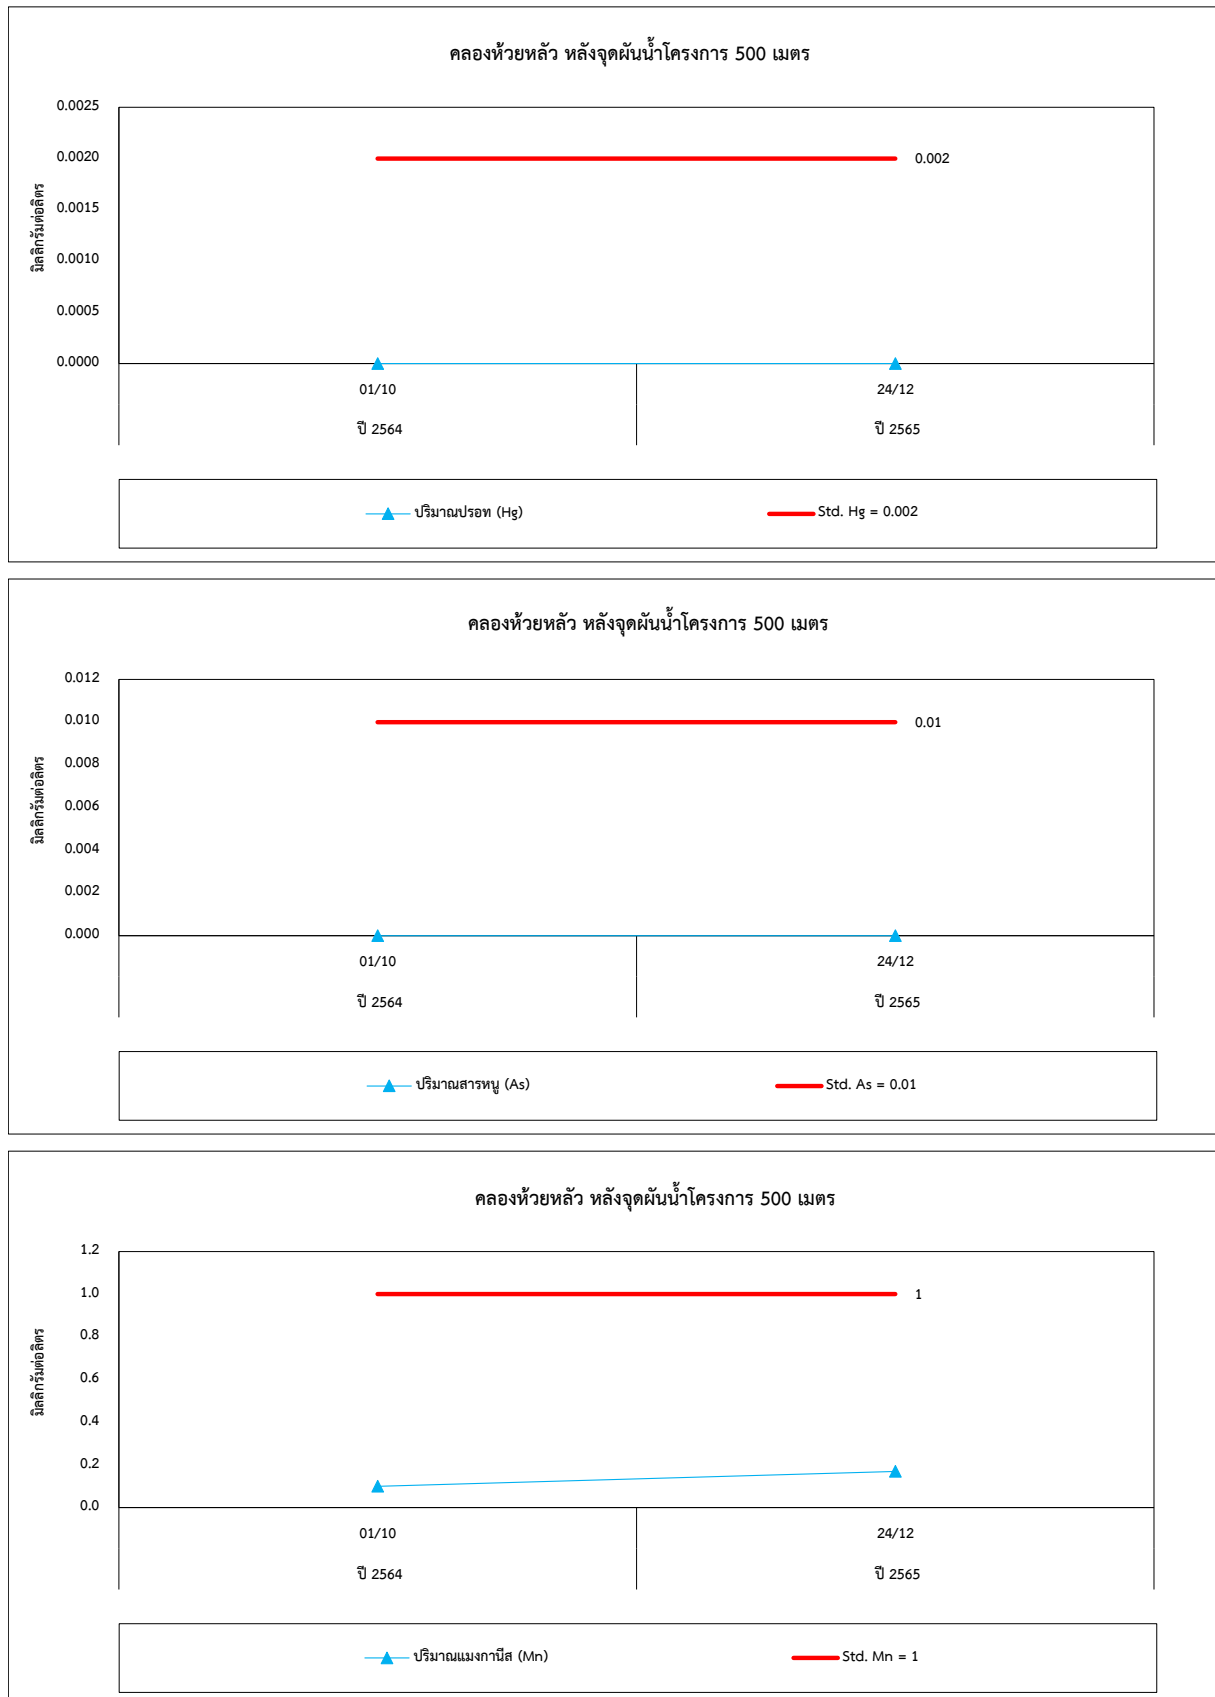 คลองห้วยหลัว หลังจุดผันน้ำโครงการ 500 เมตร
มิลลิกรัมต่อลิตร
0.0025
0.0020
0.0015
0.0010
0.0005
0.0000
0.002
01/10
24/12
ปี 2564
ปี 2565
ปริมาณปรอท (Hg)
Std. Hg = 0.002
คลองห้วยหลัว หลังจุดผันน้ำโครงการ 500 เมตร
มิลลิกรัมต่อลิตร
0.012
0.010
0.008
0.006
0.004
0.002
0.000
0.01
01/10
24/12
ปี 2564
ปี 2565
ปริมาณสารหนู (As)
Std. As = 0.01
คลองห้วยหลัว หลังจุดผันน้ำโครงการ 500 เมตร
มิลลิกรัมต่อลิตร
1.2
1.0
0.8
0.6
0.4
0.2
0.0
1
01/10
24/12
ปี 2564
ปี 2565
ปริมาณแมงกานีส (Mn)
Std. Mn = 1